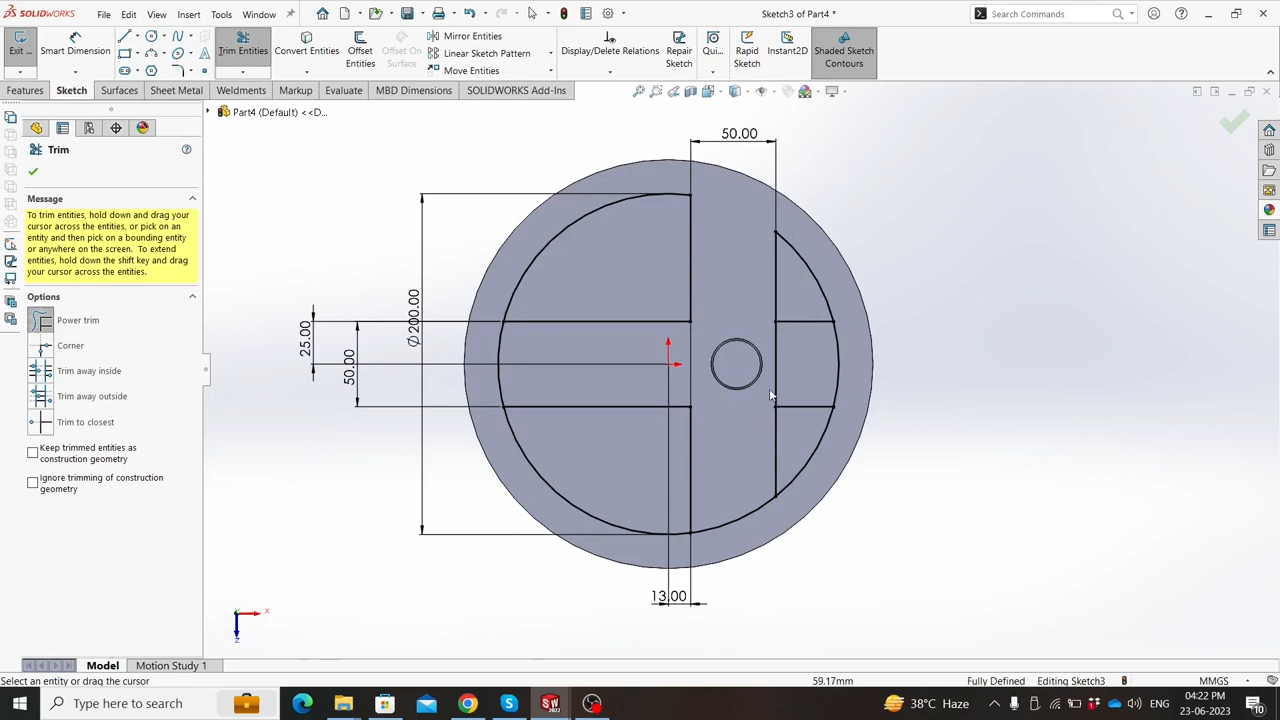 SOLIDWORKS File Edit View Insert Tools Window Sketch3 of Part4 * Search Commands
Exit ... Smart Dimension Trim Entities Convert Entities Offset Entities Offset On Surface Mirror Entities Linear Sketch Pattern Move Entities Display/Delete Relations Repair Sketch Qui... Rapid Sketch Instant2D Shaded Sketch Contours
Features Sketch Surfaces Sheet Metal Weldments Markup Evaluate MBD Dimensions SOLIDWORKS Add-Ins
Part4 (Default) <<D...
Trim
Message
To trim entities, hold down and drag your
cursor across the entities, or pick on an
entity and then pick on a bounding entity
or anywhere on the screen. To extend
entities, hold down the shift key and drag
your cursor across the entities.
Options
Power trim
Corner
Trim away inside
Trim away outside
Trim to closest
Keep trimmed entities as
construction geometry
Ignore trimming of construction
geometry
50.00
∅200.00
25.00
50.00
13.00
x
z
Model Motion Study 1
Select an entity or drag the cursor 59.17mm Fully Defined Editing Sketch3 MMGS
Type here to search 38°C Haze 04:22 PM
23-06-2023